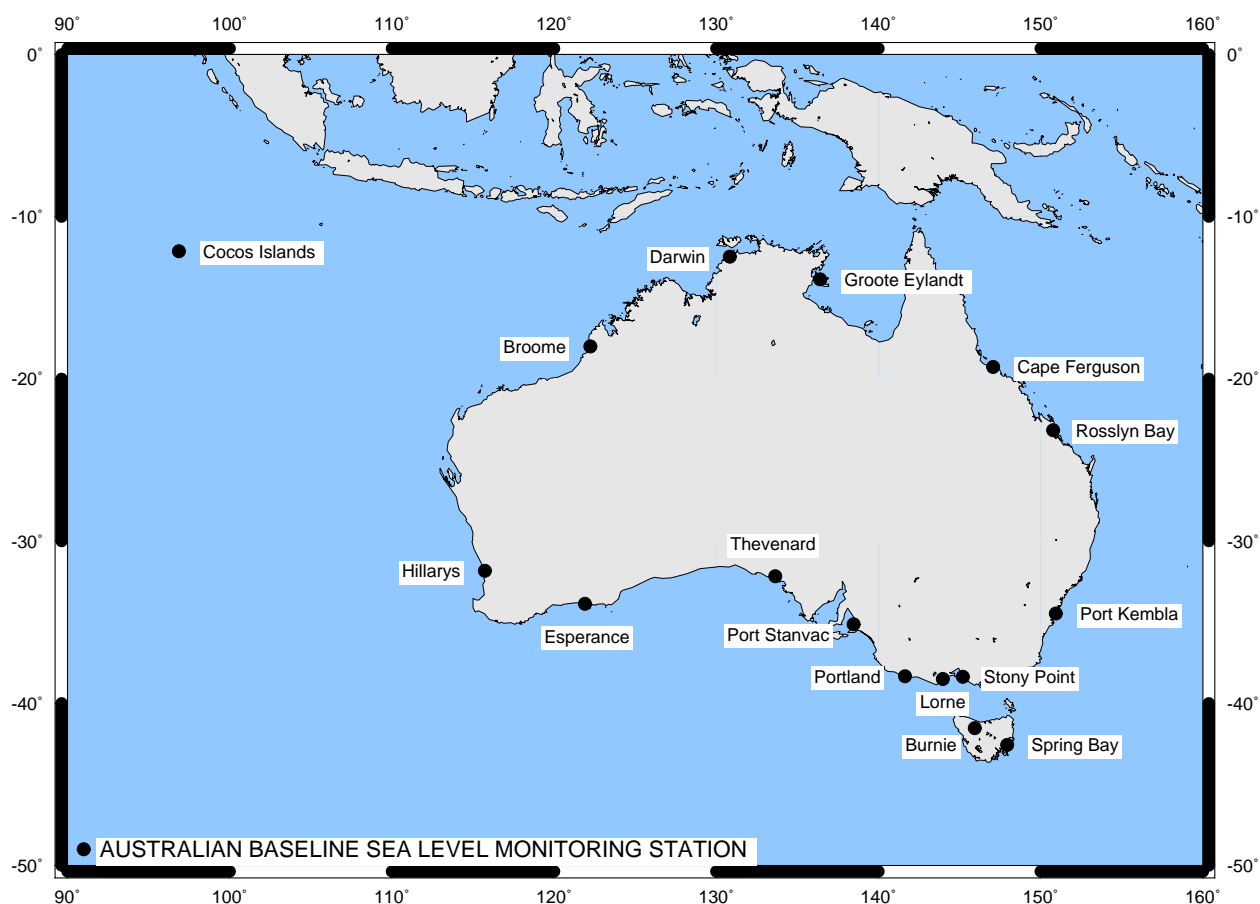 90˚ 100˚ 110˚ 120˚ 130˚ 140˚ 150˚ 160˚
0˚ 0˚
-10˚ -10˚
Cocos Islands
Darwin
Groote Eylandt
Broome
Cape Ferguson
-20˚ -20˚
Rosslyn Bay
-30˚ -30˚
Thevenard
Hillarys
Port Kembla
Esperance
Port Stanvac
Portland
Stony Point
Lorne
-40˚ -40˚
Burnie
Spring Bay
AUSTRALIAN BASELINE SEA LEVEL MONITORING STATION
-50˚ -50˚
90˚ 100˚ 110˚ 120˚ 130˚ 140˚ 150˚ 160˚